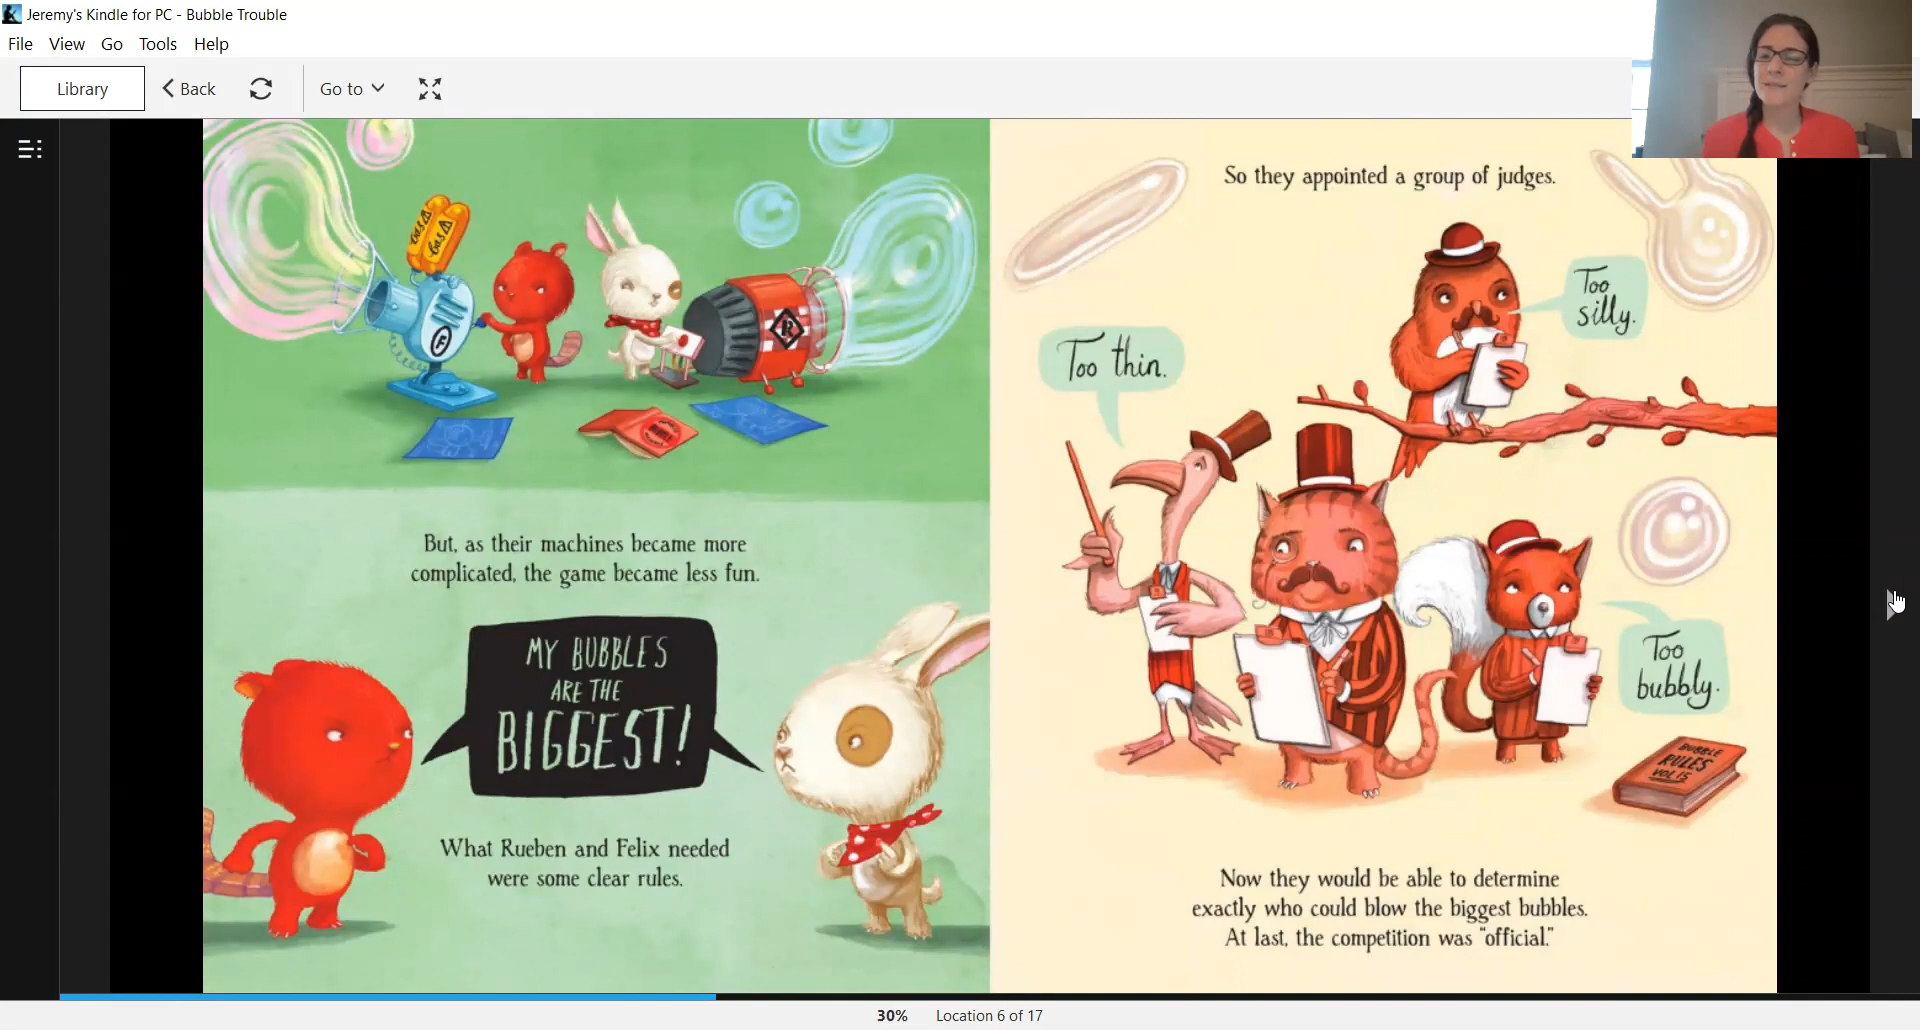 Jeremy's Kindle for PC - Bubble Trouble
File View Go Tools Help
Library Back Go to
Gas
Gas
F
R
But, as their machines became more
complicated, the game became less fun.
MY BUBBLES
ARE THE
BIGGEST!
What Rueben and Felix needed
were some clear rules.
So they appointed a group of judges.
Too
silly.
Too thin.
Too
bubbly.
BUBBLE
RULES
VOL 15
Now they would be able to determine
exactly who could blow the biggest bubbles.
At last, the competition was "official."
30% Location 6 of 17